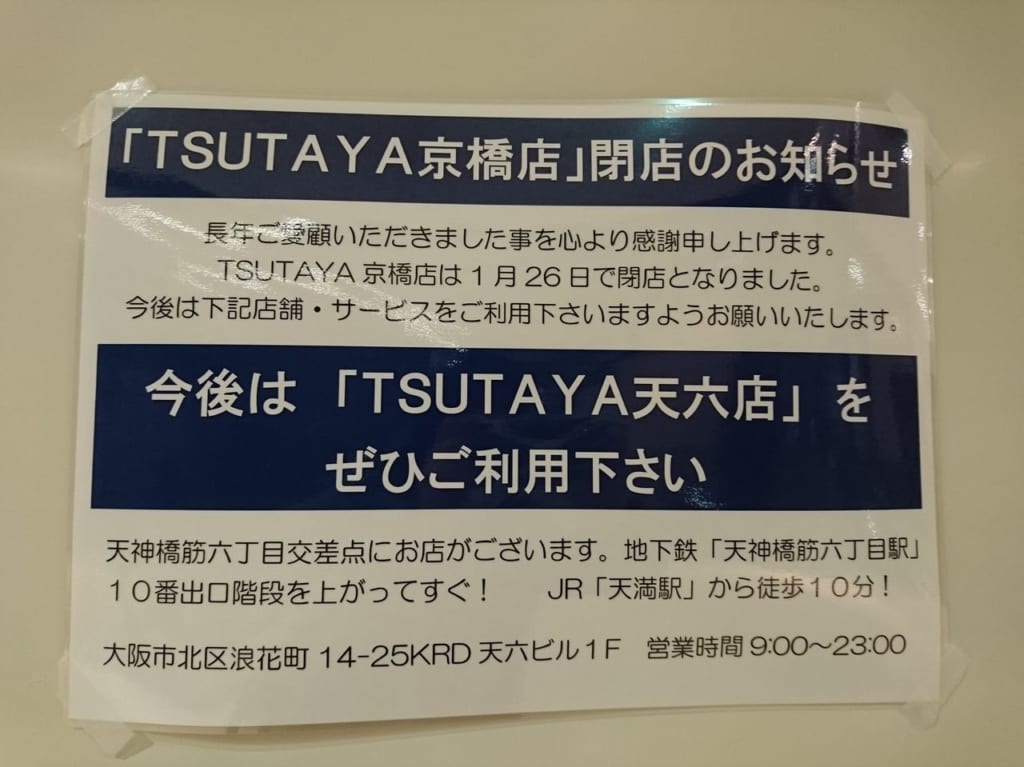 「TSUTAYA京橋店」閉店のお知らせ
長年ご愛顧いただきました事を心より感謝申し上げます。
TSUTAYA 京橋店は 1 月 26 日で閉店となりました。
今後は下記店舗・サービスをご利用下さいますようお願いいたします。
今後は 「TSUTAYA天六店」 を
ぜひご利用下さい
天神橋筋六丁目交差点にお店がございます。地下鉄「天神橋筋六丁目駅」
１０番出口階段を上がってすぐ！ JR「天満駅」から徒歩１０分！
大阪市北区浪花町 14-25KRD 天六ビル１F 営業時間 9:00～23:00